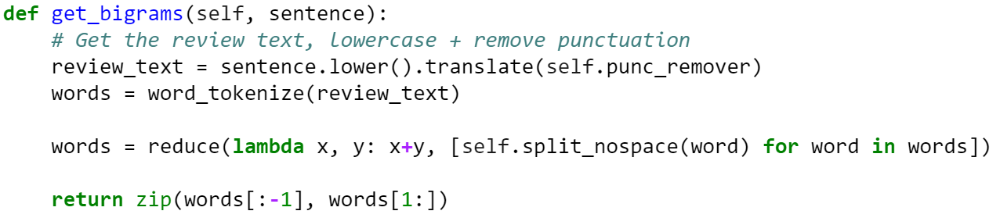 def get_bigrams(self, sentence):
    # Get the review text, lowercase + remove punctuation
    review_text = sentence.lower().translate(self.punc_remover)
    words = word_tokenize(review_text)

    words = reduce(lambda x, y: x+y, [self.split_nospace(word) for word in words])

    return zip(words[:-1], words[1:])